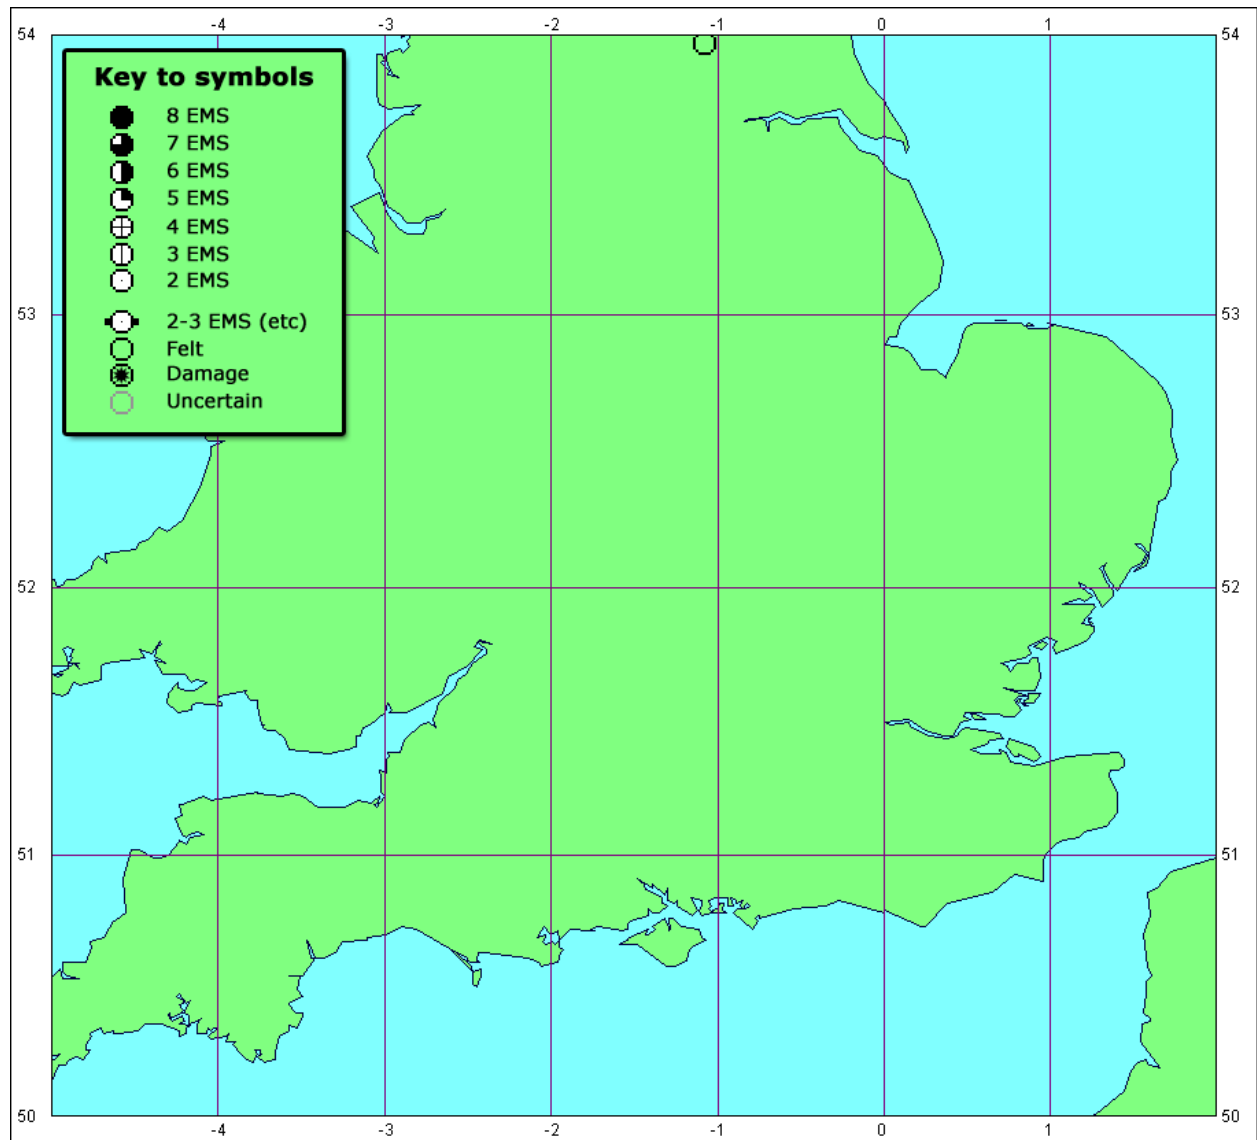 -4 -3 -2 -1 0 1
54 54
Key to symbols
8 EMS
7 EMS
6 EMS
5 EMS
4 EMS
3 EMS
2 EMS
2-3 EMS (etc)
Felt
Damage
Uncertain
53 53
52 52
51 51
50 50
-4 -3 -2 -1 0 1